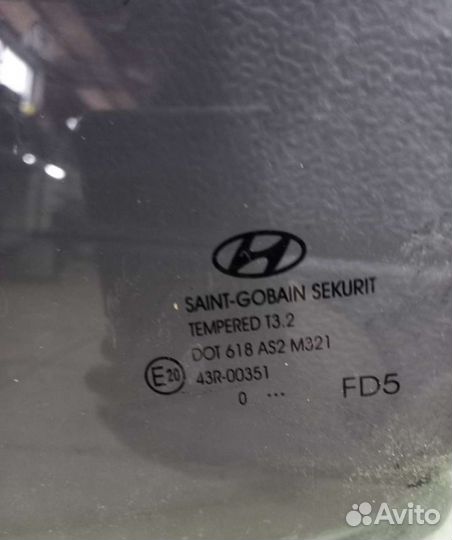 SAINT-GOBAIN SEKURIT
TEMPERED T3.2
DOT 618 AS2 M321
E20 43R-00351
0 ... FD5
Avito